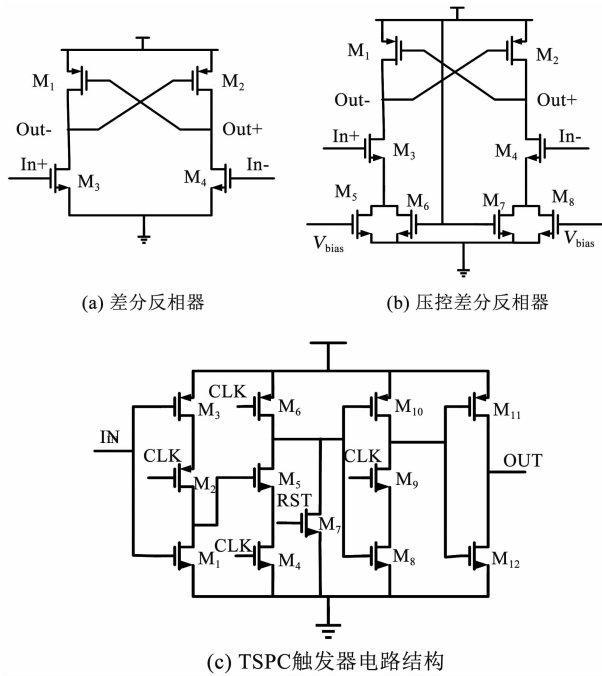 M1
M2
Out-
Out+
In+
M3
M4
In-
(a) 差分反相器
M1
M2
Out-
Out+
In+
M3
M4
In-
M5
M6
M7
M8
Vbias
Vbias
(b) 压控差分反相器
IN
M3
CLK
M2
M1
CLK
M6
M5
CLK
M4
RST
M7
M10
CLK
M9
M8
M11
OUT
M12
(c) TSPC触发器电路结构